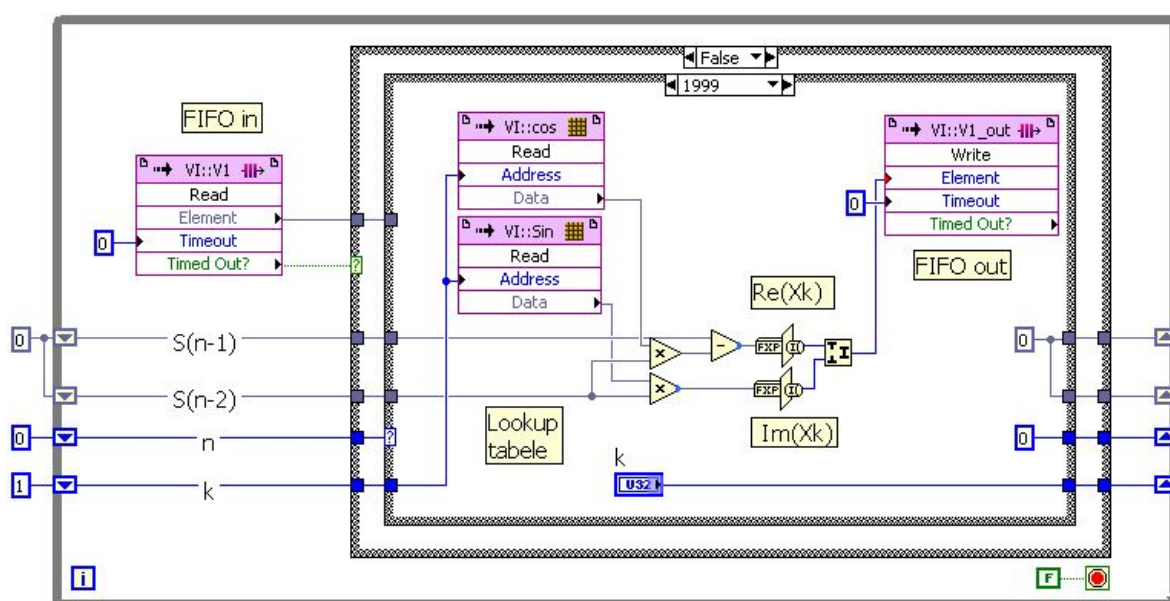 False
1999
FIFO in
VI::V1
Read
Element
0
Timeout
Timed Out?
VI::cos
Read
Address
Data
VI::Sin
Read
Address
Data
VI::V1_out
Write
Element
0
Timeout
Timed Out?
FIFO out
Re(Xk)
FXP
I
0
S(n-1)
0
S(n-2)
FXP
I
Im(Xk)
Lookup
tabele
0
n
0
1
k
k
U32
i
F